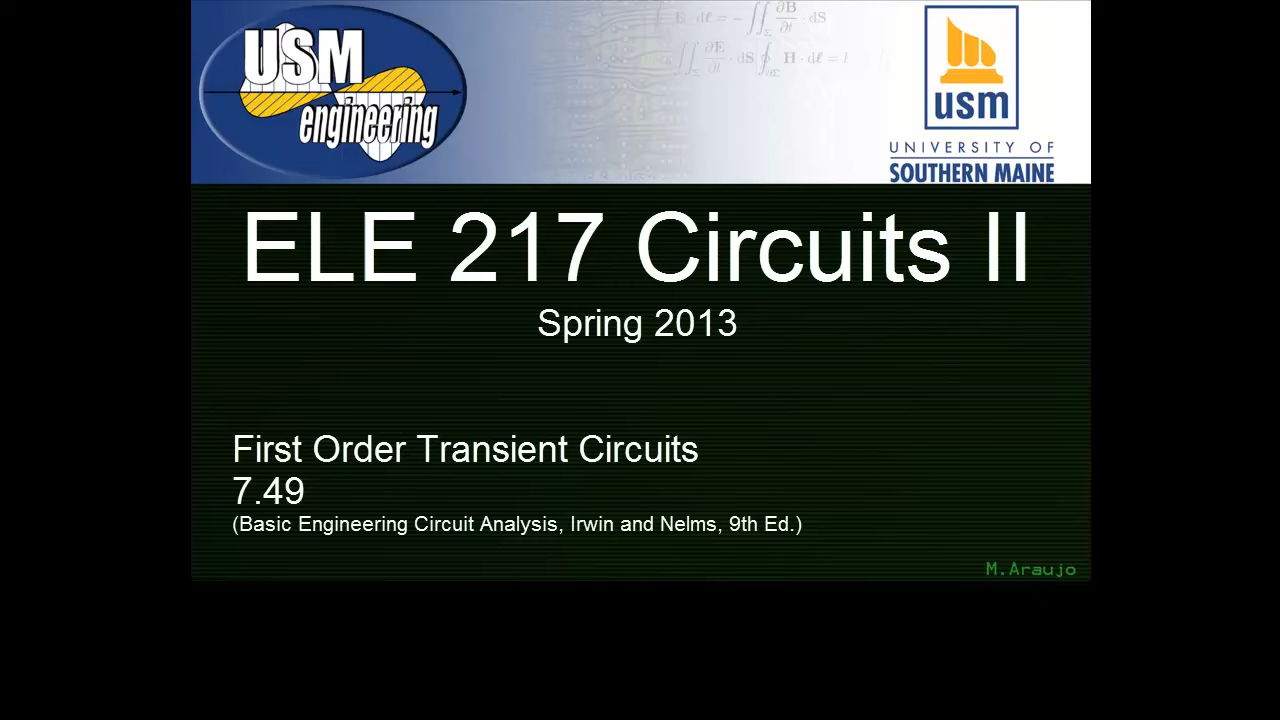 USM
engineering
usm
UNIVERSITY OF
SOUTHERN MAINE
ELE 217 Circuits II
Spring 2013
First Order Transient Circuits
7.49
(Basic Engineering Circuit Analysis, Irwin and Nelms, 9th Ed.)
M.Araujo